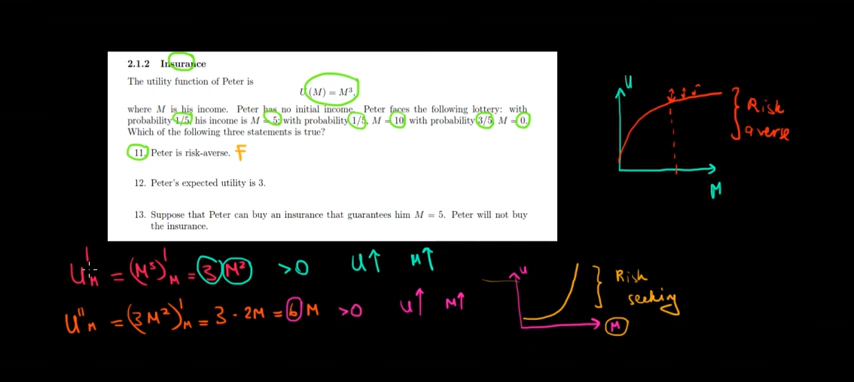 2.1.2 Insurance
The utility function of Peter is
U(M) = M³,
where M is his income. Peter has no initial income. Peter faces the following lottery: with
probability 1/5, his income is M = 5; with probability 1/5, M = 10 with probability 3/5, M = 0.
Which of the following three statements is true?
11. Peter is risk-averse. F
12. Peter's expected utility is 3.
13. Suppose that Peter can buy an insurance that guarantees him M = 5. Peter will not buy
the insurance.
U
Risk
averse
M
U'M = (M³)'M = 3 M² >0 U↑ M↑
U''M = (3M²)'M = 3 · 2M = 6M >0 U↑ M↑
U
Risk
seeking
M